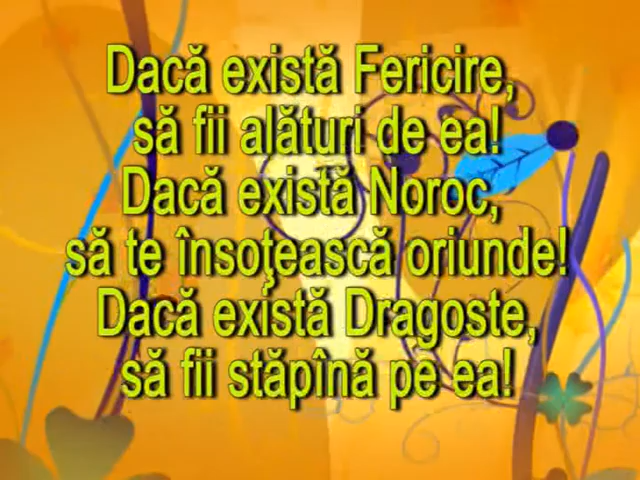 Dacă există Fericire,
să fii alături de ea!
Dacă există Noroc,
să te însoţească oriunde!
Dacă există Dragoste,
să fii stăpînă pe ea!